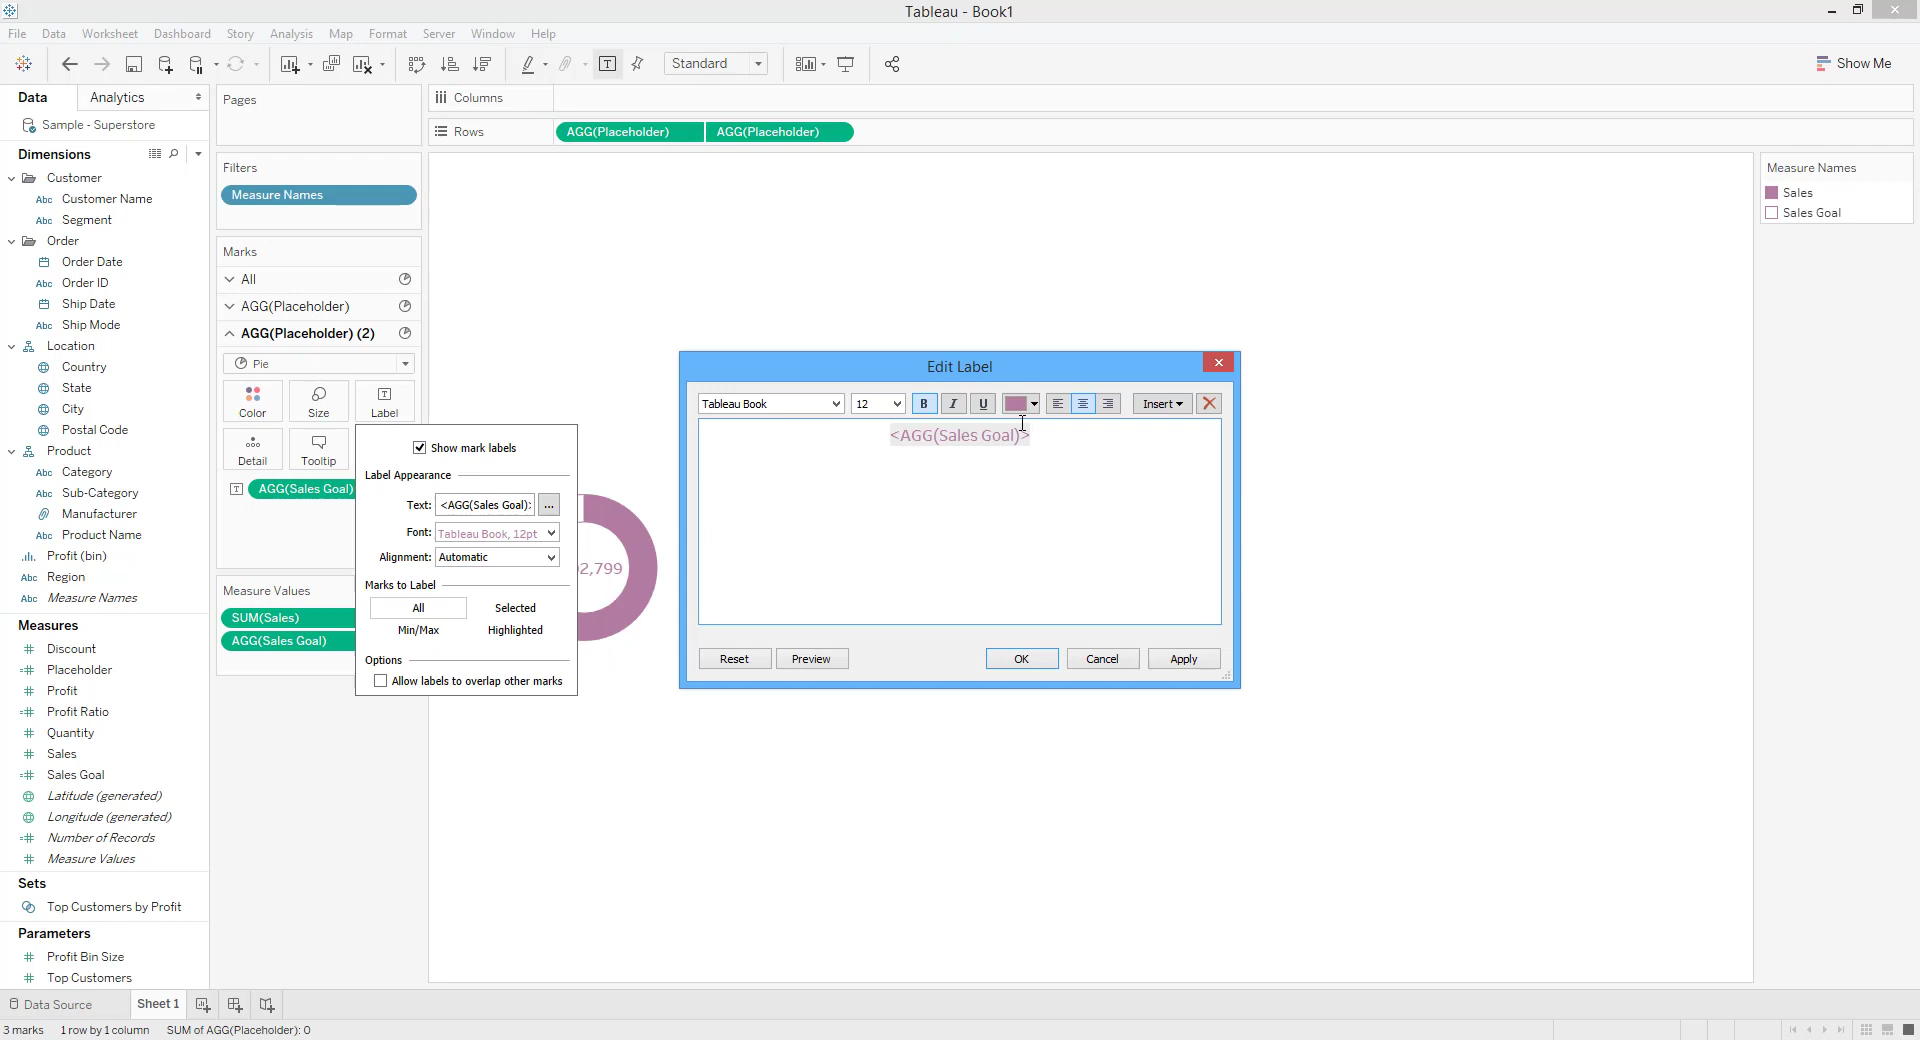 Tableau - Book1
File Data Worksheet Dashboard Story Analysis Map Format Server Window Help
Standard
Show Me
Data Analytics
Sample - Superstore
Dimensions
Customer
Abc Customer Name
Abc Segment
Order
Order Date
Abc Order ID
Ship Date
Abc Ship Mode
Location
Country
State
City
Postal Code
Product
Abc Category
Abc Sub-Category
Manufacturer
Abc Product Name
Profit (bin)
Abc Region
Abc Measure Names
Measures
Discount
Placeholder
Profit
Profit Ratio
Quantity
Sales
Sales Goal
Latitude (generated)
Longitude (generated)
Number of Records
Measure Values
Sets
Top Customers by Profit
Parameters
Profit Bin Size
Top Customers
Pages
Filters
Measure Names
Marks
All
AGG(Placeholder)
AGG(Placeholder) (2)
Pie
Color Size Label
Detail Tooltip
AGG(Sales Goal)
Measure Values
SUM(Sales)
AGG(Sales Goal)
Columns
Rows AGG(Placeholder) AGG(Placeholder)
Show mark labels
Label Appearance
Text: <AGG(Sales Goal)>
Font: Tableau Book, 12pt
Alignment: Automatic
Marks to Label
All Selected
Min/Max Highlighted
Options
Allow labels to overlap other marks
2,799
Edit Label
Tableau Book 12 B I U Insert
<AGG(Sales Goal)>
Reset Preview OK Cancel Apply
Measure Names
Sales
Sales Goal
Data Source Sheet 1
3 marks 1 row by 1 column SUM of AGG(Placeholder): 0